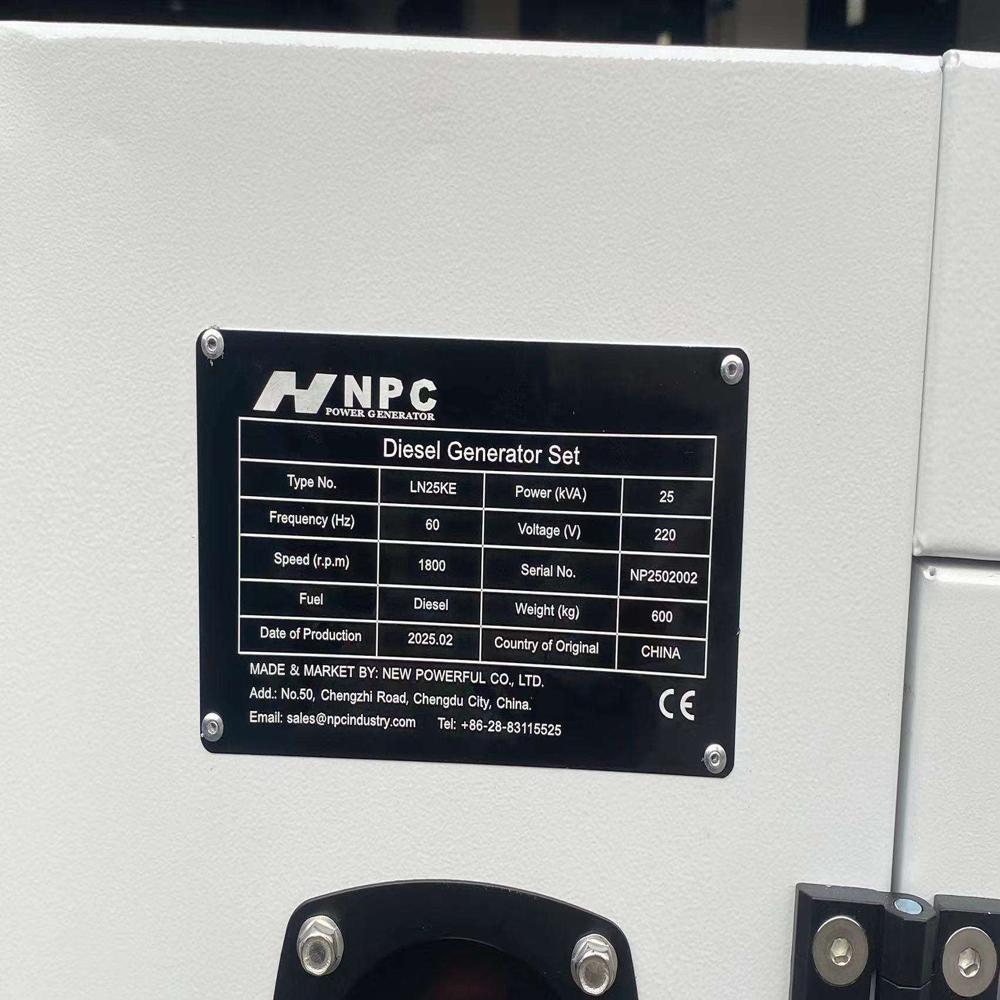 NPC
POWER GENERATOR
Diesel Generator Set
Type No. LN25KE Power (kVA) 25
Frequency (Hz) 60 Voltage (V) 220
Speed (r.p.m) 1800 Serial No. NP2502002
Fuel Diesel Weight (kg) 600
Date of Production 2025.02 Country of Original CHINA
MADE & MARKET BY: NEW POWERFUL CO., LTD.
Add.: No.50, Chengzhi Road, Chengdu City, China.
Email: sales@npcindustry.com Tel: +86-28-83115525
CE